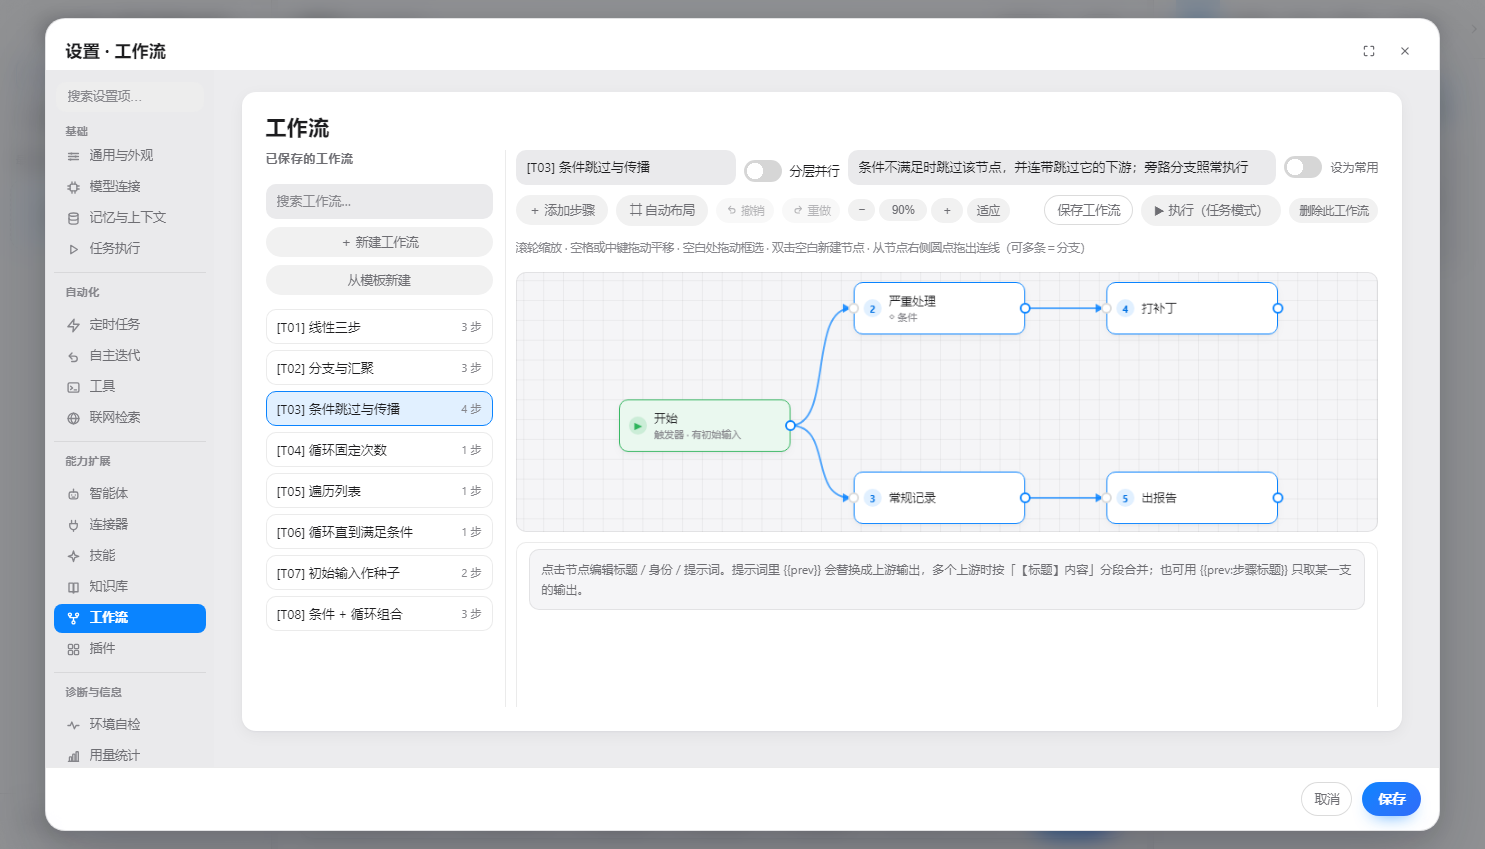 设置 · 工作流
搜索设置项...
基础
通用与外观
模型连接
记忆与上下文
任务执行
自动化
定时任务
自主迭代
工具
联网检索
能力扩展
智能体
连接器
技能
知识库
工作流
插件
诊断与信息
环境自检
用量统计
工作流
已保存的工作流
搜索工作流...
+ 新建工作流
从模板新建
[T01] 线性三步 3 步
[T02] 分支与汇聚 3 步
[T03] 条件跳过与传播 4 步
[T04] 循环固定次数 1 步
[T05] 遍历列表 1 步
[T06] 循环直到满足条件 1 步
[T07] 初始输入作种子 2 步
[T08] 条件 + 循环组合 3 步
[T03] 条件跳过与传播 分层并行 条件不满足时跳过该节点，并连带跳过它的下游；旁路分支照常执行 设为常用
+ 添加步骤 自动布局 撤销 重做 − 90% + 适应 保存工作流 ▶ 执行（任务模式） 删除此工作流
滚轮缩放 · 空格或中键拖动平移 · 空白处拖动框选 · 双击空白新建节点 · 从节点右侧圆点拖出连线（可多条 = 分支）
2 严重处理
条件
4 打补丁
开始
触发器 · 有初始输入
3 常规记录
5 出报告
点击节点编辑标题 / 身份 / 提示词。提示词里 {{prev}} 会替换成上游输出，多个上游时按「【标题】内容」分段合并；也可用 {{prev:步骤标题}} 只取某一支
的输出。
取消
保存